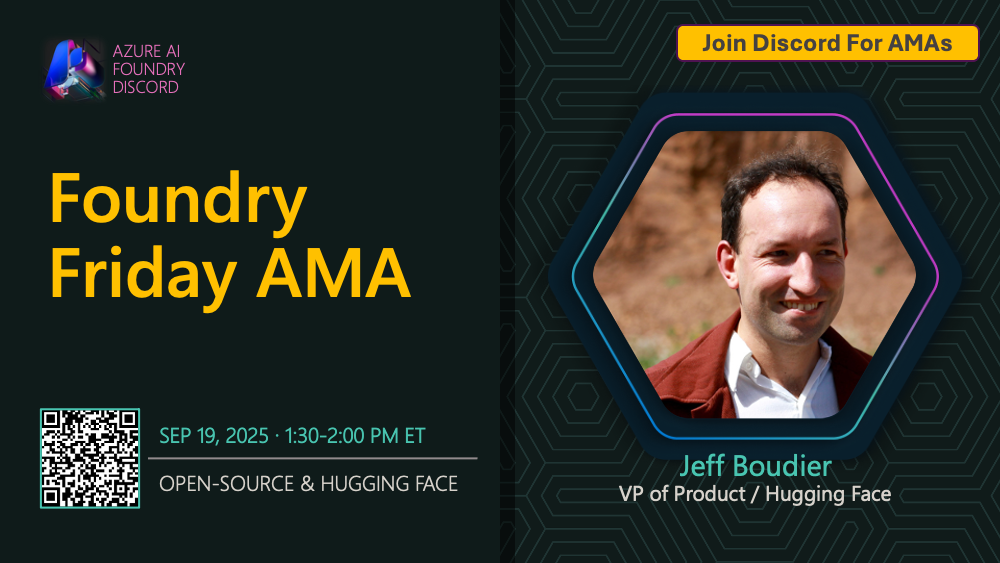 AZURE AI
FOUNDRY
DISCORD
Join Discord For AMAs
Foundry
Friday AMA
SEP 19, 2025 · 1:30-2:00 PM ET
OPEN-SOURCE & HUGGING FACE
Jeff Boudier
VP of Product / Hugging Face